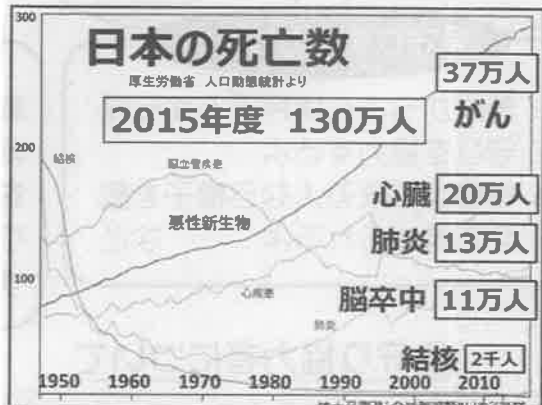 300
日本の死亡数
厚生労働省 人口動態統計より
37万人
2015年度 130万人
がん
200
結核
脳血管疾患
悪性新生物
心臓 20万人
肺炎 13万人
100
心疾患
脳卒中 11万人
肺炎
結核 2千人
1950 1960 1970 1980 1990 2000 2010